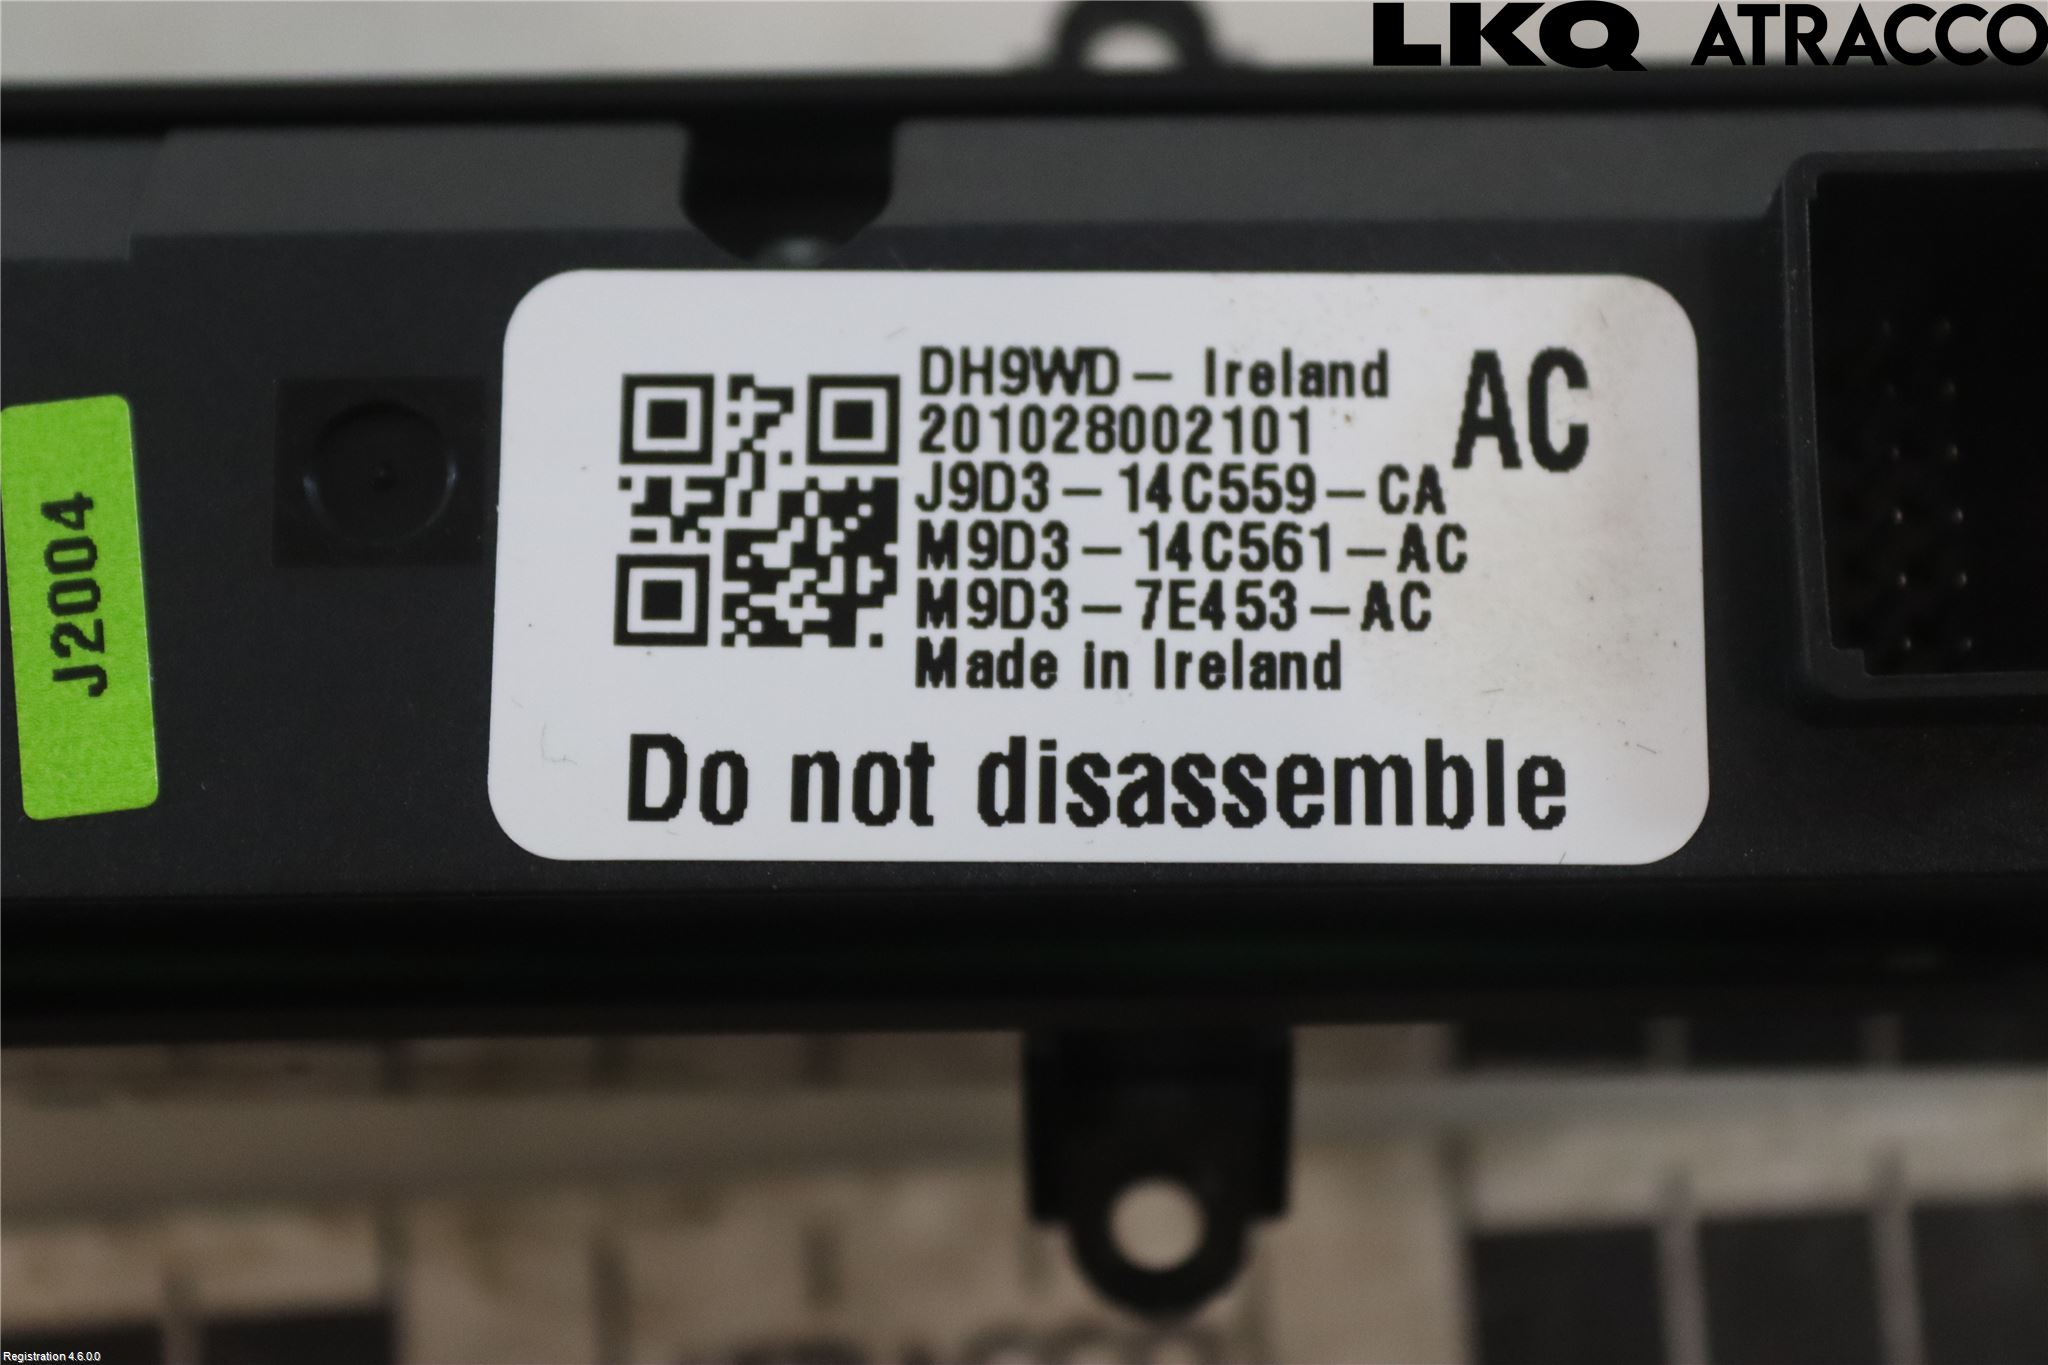 LKQ ATRACCO
DH9WD- Ireland
AC
201028002101
J9D3-14C559-CA
M9D3-14C561-AC
M9D3-7E453-AC
Made in Ireland
Do not disassemble
J2004
Registration 4.6.0.0